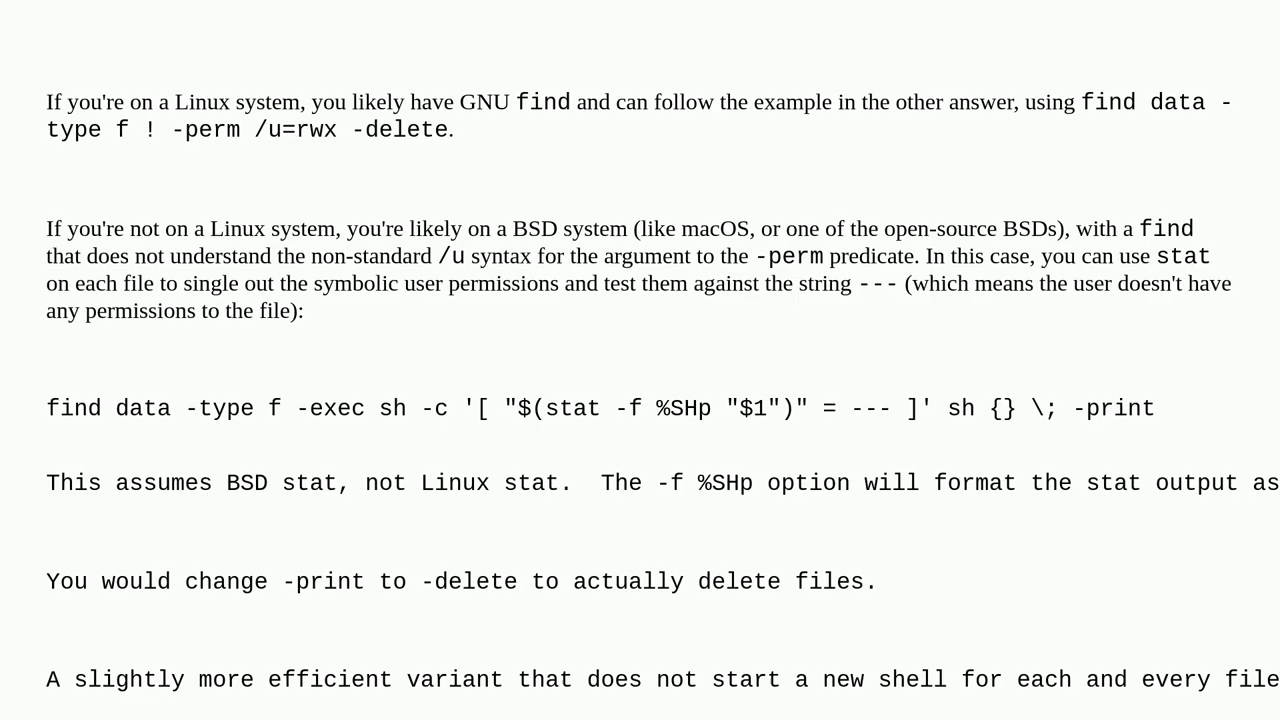 If you're on a Linux system, you likely have GNU find and can follow the example in the other answer, using find data -
type f ! -perm /u=rwx -delete.
If you're not on a Linux system, you're likely on a BSD system (like macOS, or one of the open-source BSDs), with a find
that does not understand the non-standard /u syntax for the argument to the -perm predicate. In this case, you can use stat
on each file to single out the symbolic user permissions and test them against the string --- (which means the user doesn't have
any permissions to the file):
find data -type f -exec sh -c '[ "$(stat -f %SHp "$1")" = --- ]' sh {} \; -print
This assumes BSD stat, not Linux stat.  The -f %SHp option will format the stat output as
You would change -print to -delete to actually delete files.
A slightly more efficient variant that does not start a new shell for each and every file